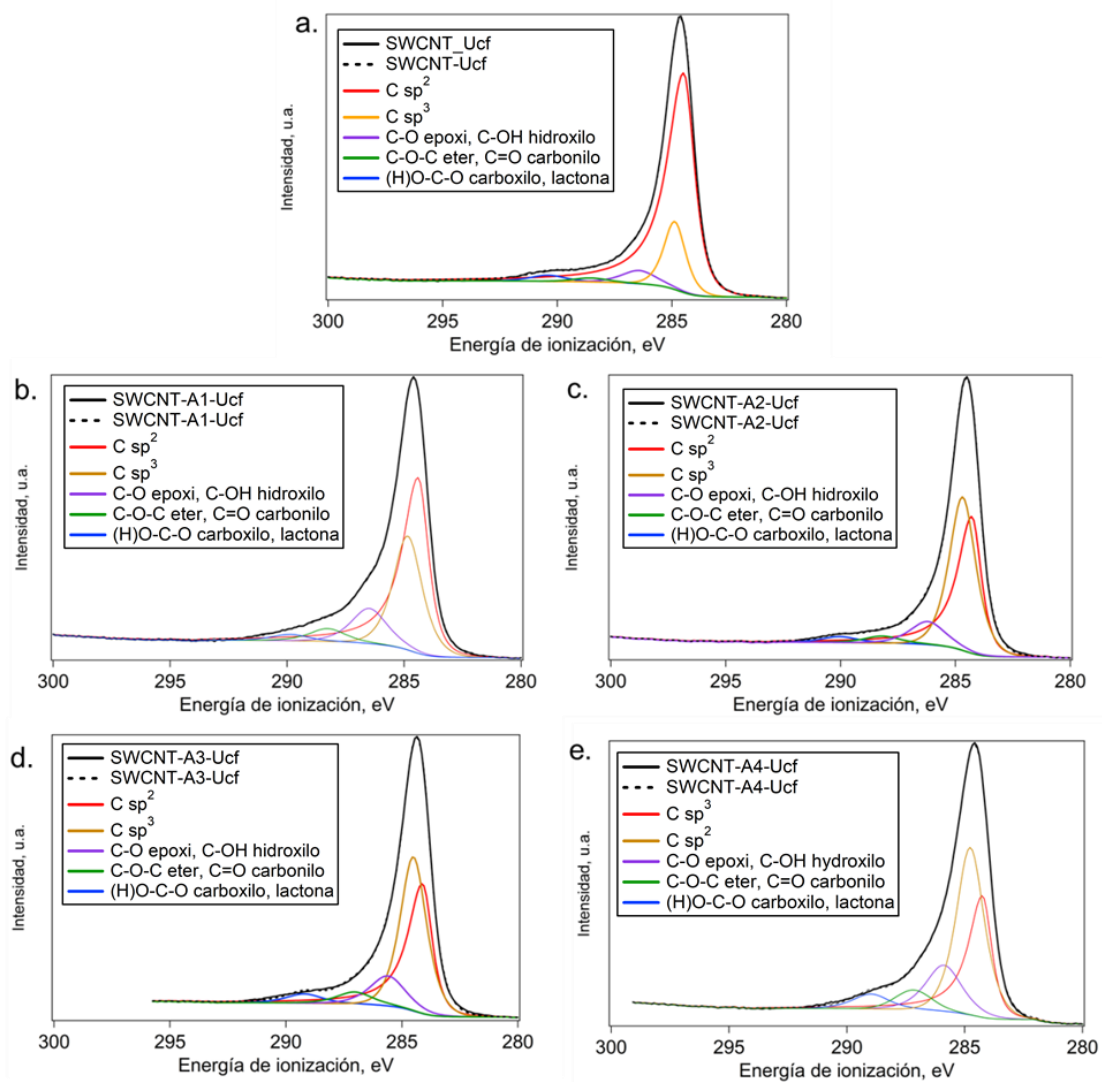 a.
SWCNT_Ucf
SWCNT-Ucf
C sp²
C sp³
C-O epoxi, C-OH hidroxilo
C-O-C eter, C=O carbonilo
(H)O-C-O carboxilo, lactona
Intensidad, u.a.
300 295 290 285 280
Energía de ionización, eV
b.
SWCNT-A1-Ucf
SWCNT-A1-Ucf
C sp²
C sp³
C-O epoxi, C-OH hidroxilo
C-O-C eter, C=O carbonilo
(H)O-C-O carboxilo, lactona
Intensidad, u.a.
300 295 290 285 280
Energía de ionización, eV
c.
SWCNT-A2-Ucf
SWCNT-A2-Ucf
C sp²
C sp³
C-O epoxi, C-OH hidroxilo
C-O-C eter, C=O carbonilo
(H)O-C-O carboxilo, lactona
Intensidad, u.a.
300 295 290 285 280
Energía de ionización, eV
d.
SWCNT-A3-Ucf
SWCNT-A3-Ucf
C sp²
C sp³
C-O epoxi, C-OH hidroxilo
C-O-C eter, C=O carbonilo
(H)O-C-O carboxilo, lactona
Intensidad, u.a.
300 295 290 285 280
Energía de ionización, eV
e.
SWCNT-A4-Ucf
SWCNT-A4-Ucf
C sp³
C sp²
C-O epoxi, C-OH hydroxilo
C-O-C eter, C=O carbonilo
(H)O-C-O carboxilo, lactona
Intensidad, u.a.
300 295 290 285 280
Energía de ionización, eV